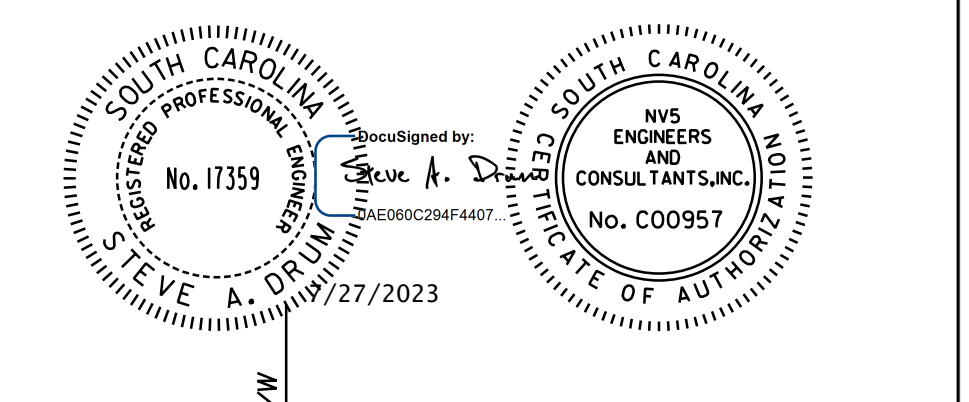 SOUTH CAROLINA
REGISTERED PROFESSIONAL ENGINEER
No. 17359
STEVE A. DRUM
DocuSigned by:
Steve A. Drum
0AE060C294F4407...
7/27/2023
SOUTH CAROLINA
NV5
ENGINEERS
AND
CONSULTANTS,INC.
No. C00957
CERTIFICATE OF AUTHORIZATION